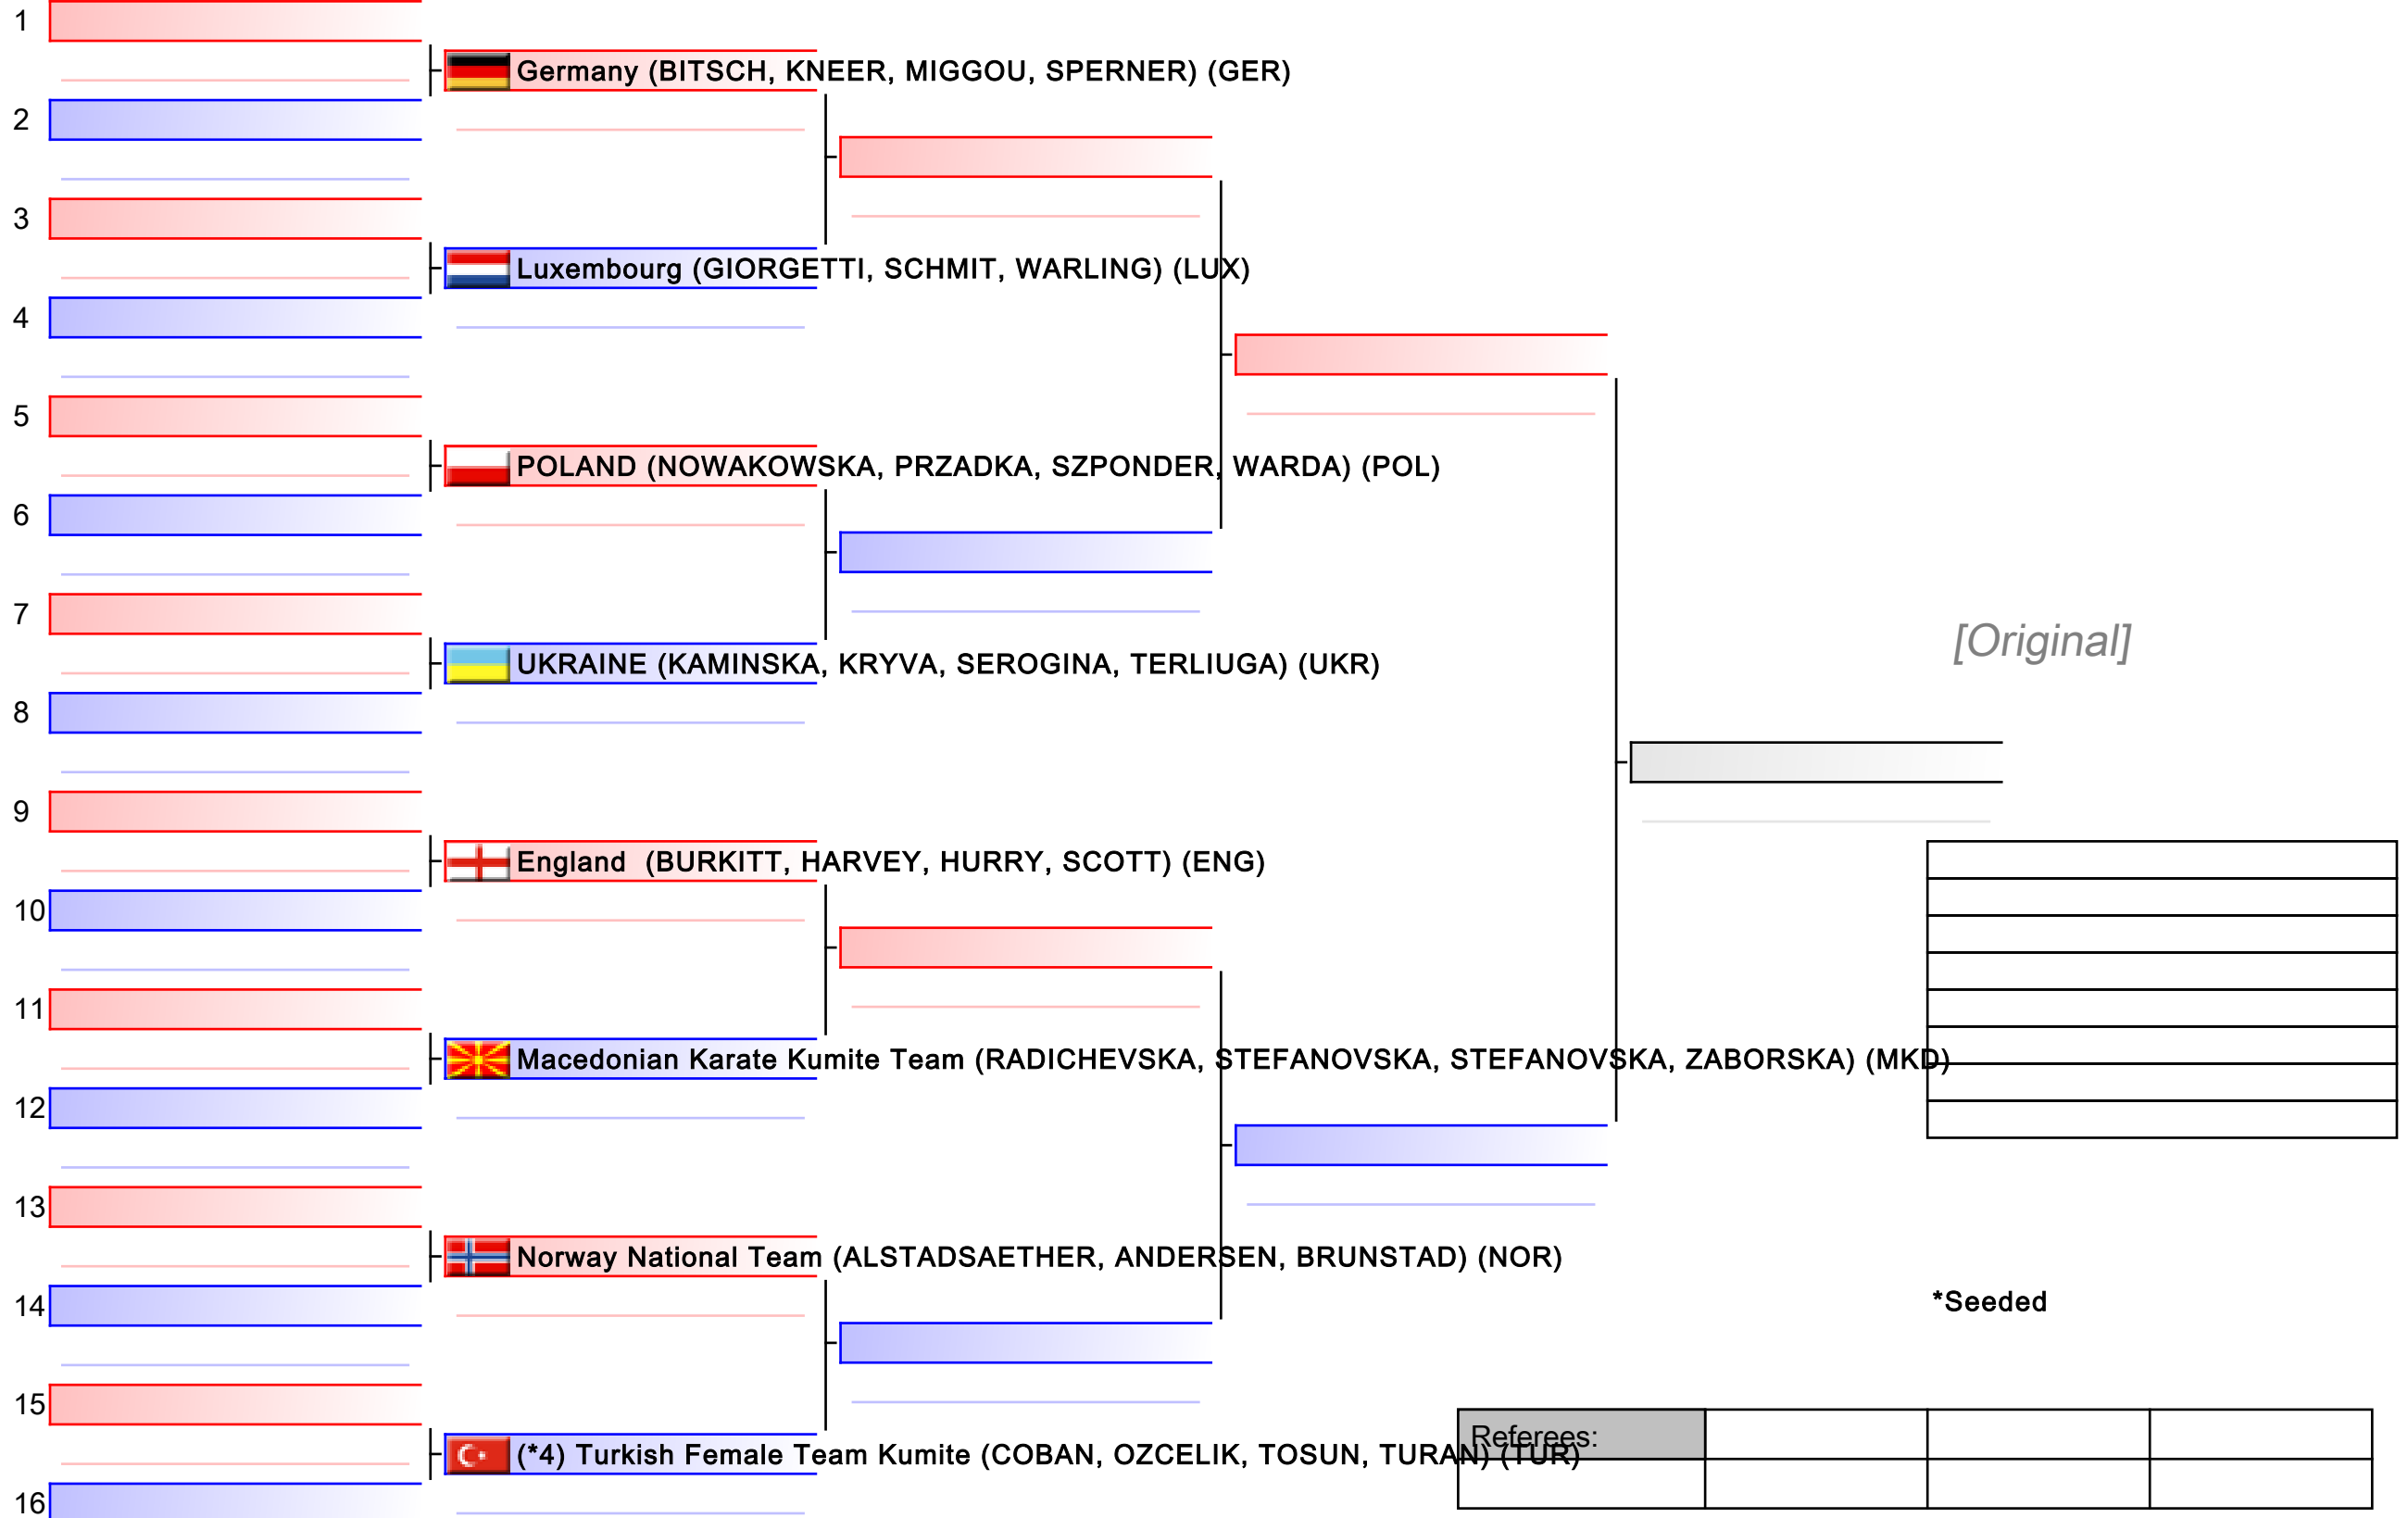 1
Germany (BITSCH, KNEER, MIGGOU, SPERNER) (GER)
2
3
Luxembourg (GIORGETTI, SCHMIT, WARLING) (LUX)
4
5
POLAND (NOWAKOWSKA, PRZADKA, SZPONDER, WARDA) (POL)
6
7
[Original]
UKRAINE (KAMINSKA, KRYVA, SEROGINA, TERLIUGA) (UKR)
8
9
England  (BURKITT, HARVEY, HURRY, SCOTT) (ENG)
10
11
Macedonian Karate Kumite Team (RADICHEVSKA, STEFANOVSKA, STEFANOVSKA, ZABORSKA) (MKD)
12
13
Norway National Team (ALSTADSAETHER, ANDERSEN, BRUNSTAD) (NOR)
14
*Seeded
15
Referees:
(*4) Turkish Female Team Kumite (COBAN, OZCELIK, TOSUN, TURAN) (TUR)
16